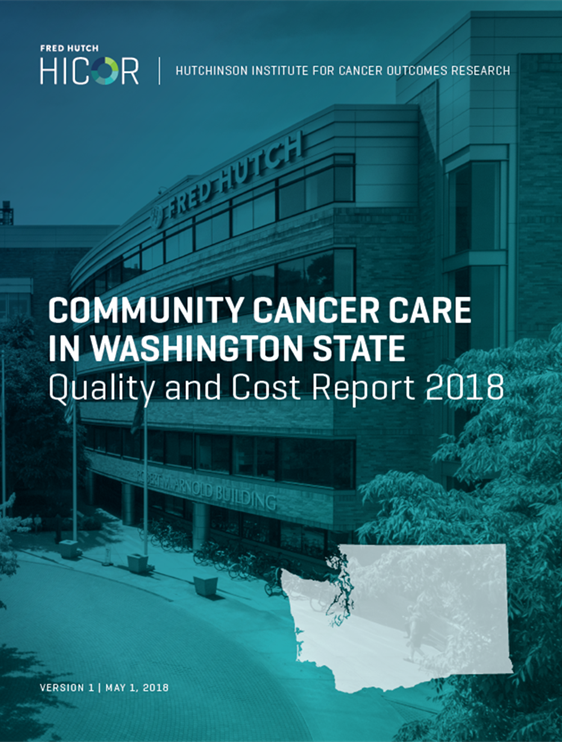 FRED HUTCH
HICOR | HUTCHINSON INSTITUTE FOR CANCER OUTCOMES RESEARCH
FRED HUTCH
COMMUNITY CANCER CARE
IN WASHINGTON STATE
Quality and Cost Report 2018
ARNOLD BUILDING
VERSION 1 | MAY 1, 2018